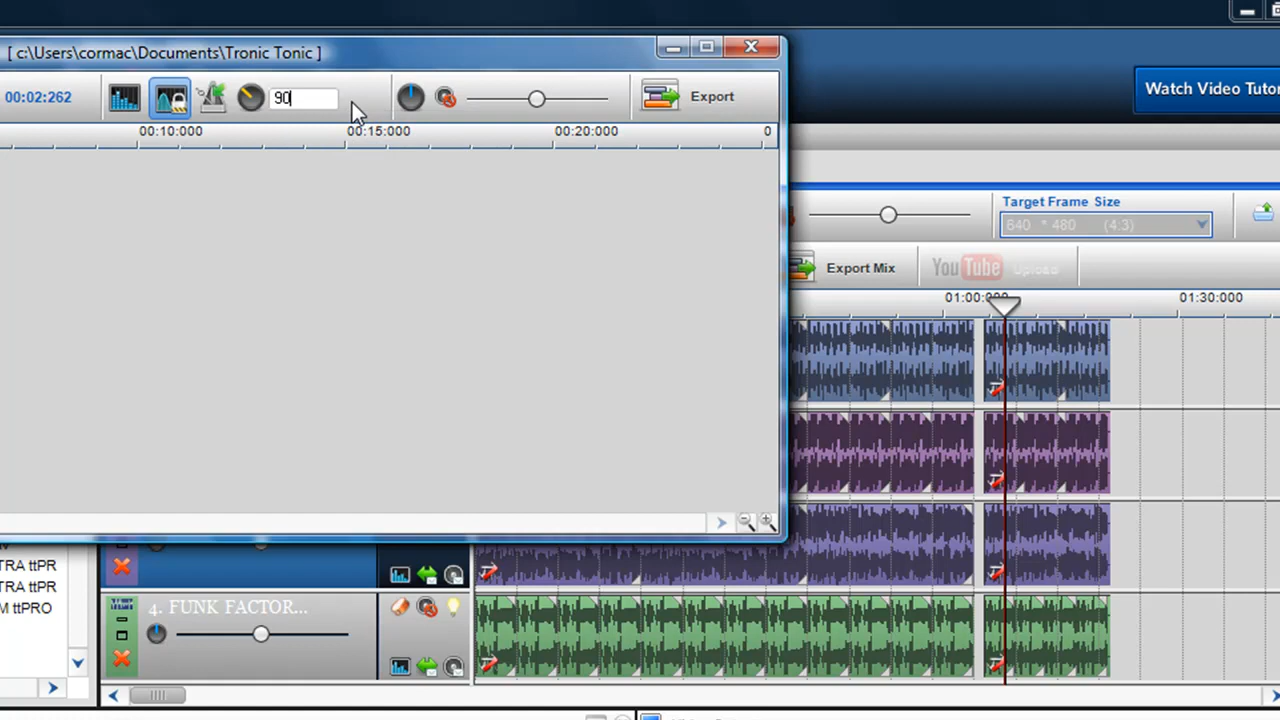 [ c:\Users\cormac\Documents\Tronic Tonic ]
00:02:262
90
Export
Watch Video Tutor
00:10:000
00:15:000
00:20:000
0
Target Frame Size
640 * 480 (4:3)
Export Mix
YouTube Upload
01:00:000
01:30:000
TRA ttPR
TRA ttPR
M ttPRO
4. FUNK FACTOR...